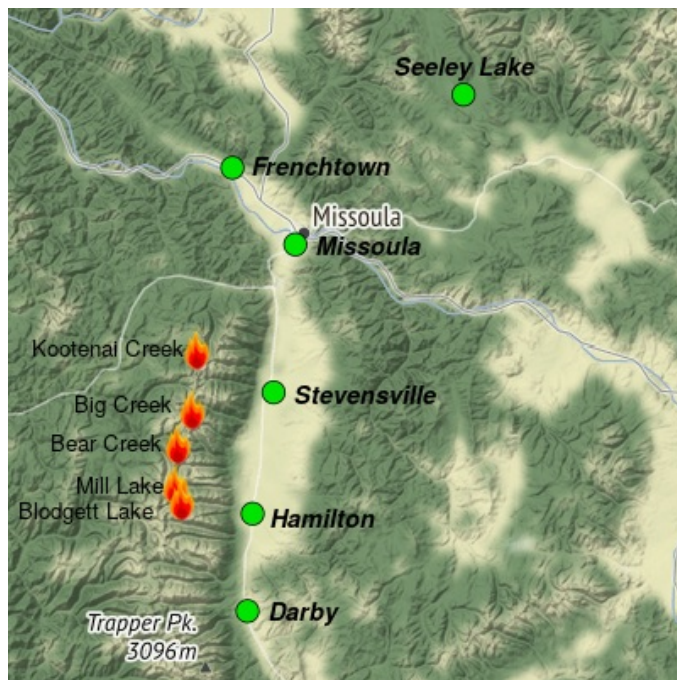 Seeley Lake
Frenchtown
Missoula
Missoula
Kootenai Creek
Stevensville
Big Creek
Bear Creek
Mill Lake
Blodgett Lake
Hamilton
Darby
Trapper Pk.
3096m